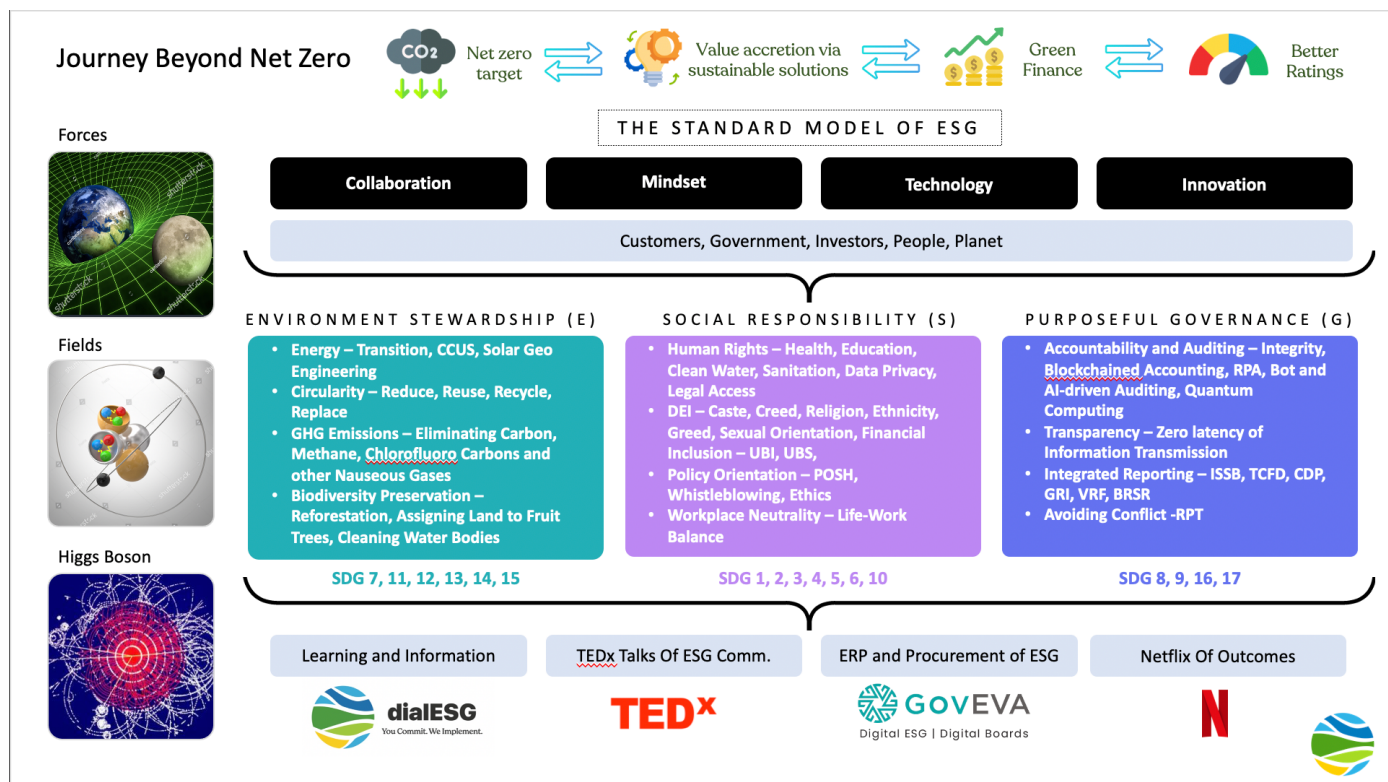 Journey Beyond Net Zero
CO2
Net zero
target
Value accretion via
sustainable solutions
$ $ $
Green
Finance
Better
Ratings
THE STANDARD MODEL OF ESG
Forces
shutterstock
shutterstock
shutterstock
Collaboration
Mindset
Technology
Innovation
Customers, Government, Investors, People, Planet
ENVIRONMENT STEWARDSHIP (E)
• Energy – Transition, CCUS, Solar Geo
Engineering
• Circularity – Reduce, Reuse, Recycle,
Replace
• GHG Emissions – Eliminating Carbon,
Methane, Chlorofluoro Carbons and
other Nauseous Gases
• Biodiversity Preservation –
Reforestation, Assigning Land to Fruit
Trees, Cleaning Water Bodies
SDG 7, 11, 12, 13, 14, 15
SOCIAL RESPONSIBILITY (S)
• Human Rights – Health, Education,
Clean Water, Sanitation, Data Privacy,
Legal Access
• DEI – Caste, Creed, Religion, Ethnicity,
Greed, Sexual Orientation, Financial
Inclusion – UBI, UBS,
• Policy Orientation – POSH,
Whistleblowing, Ethics
• Workplace Neutrality – Life-Work
Balance
SDG 1, 2, 3, 4, 5, 6, 10
PURPOSEFUL GOVERNANCE (G)
• Accountability and Auditing – Integrity,
Blockchained Accounting, RPA, Bot and
AI-driven Auditing, Quantum
Computing
• Transparency – Zero latency of
Information Transmission
• Integrated Reporting – ISSB, TCFD, CDP,
GRI, VRF, BRSR
• Avoiding Conflict -RPT
SDG 8, 9, 16, 17
Fields
Higgs Boson
Learning and Information
TEDx Talks Of ESG Comm.
ERP and Procurement of ESG
Netflix Of Outcomes
dialESG
You Commit. We Implement.
TEDx
GOVEVA
Digital ESG | Digital Boards
N